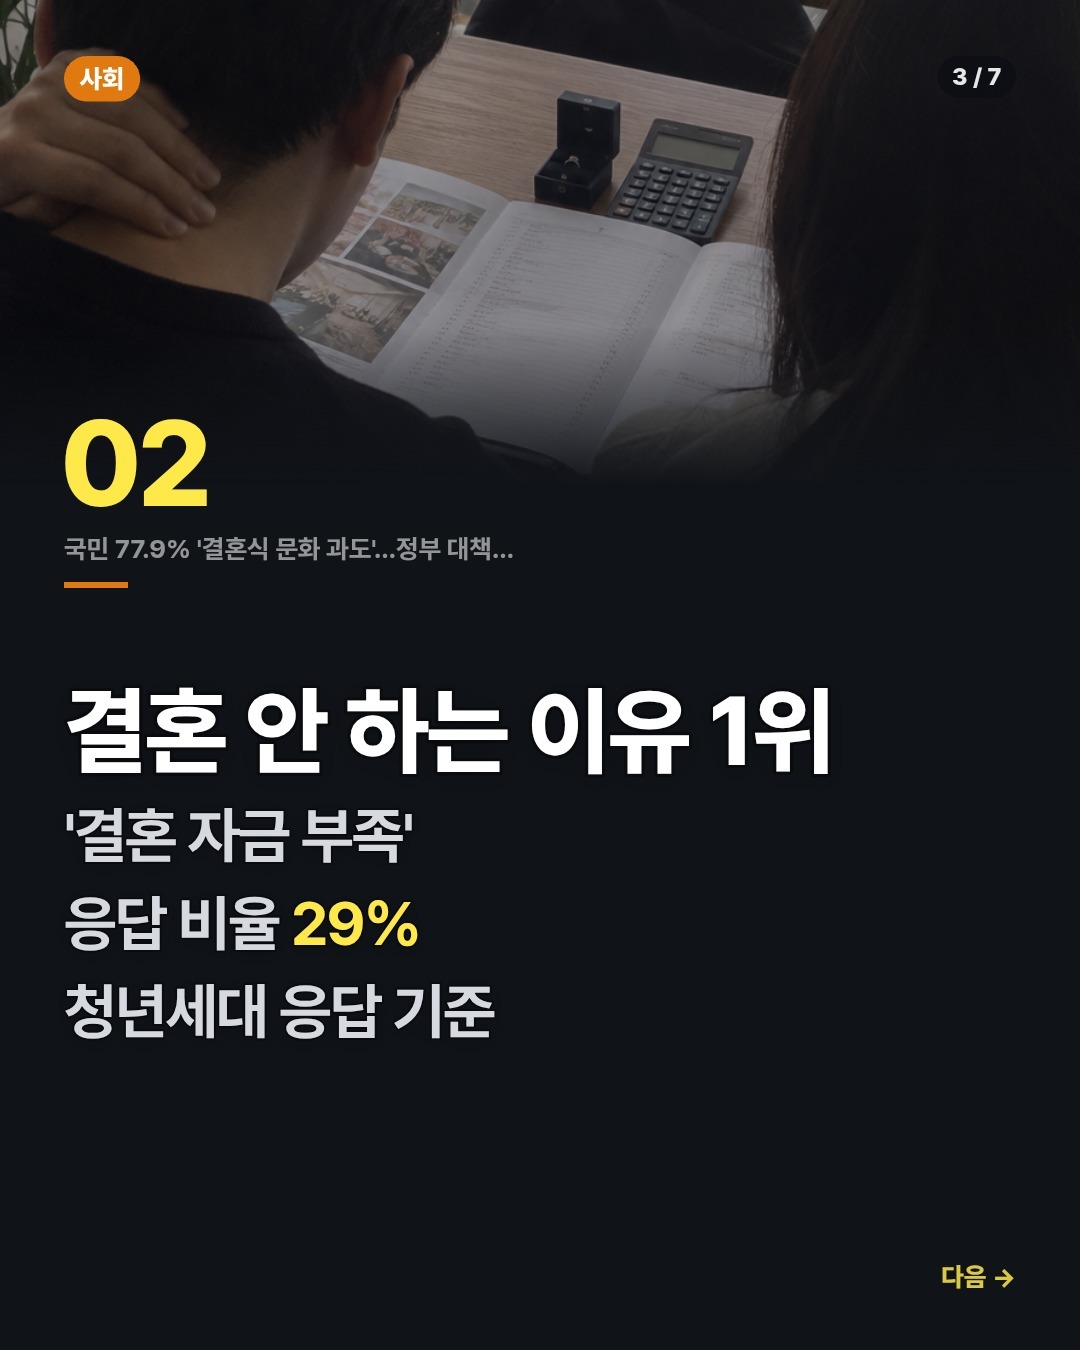 사회
3 / 7
02
국민 77.9% '결혼식 문화 과도'...정부 대책...
결혼 안 하는 이유 1위
'결혼 자금 부족'
응답 비율 29%
청년세대 응답 기준
다음 →